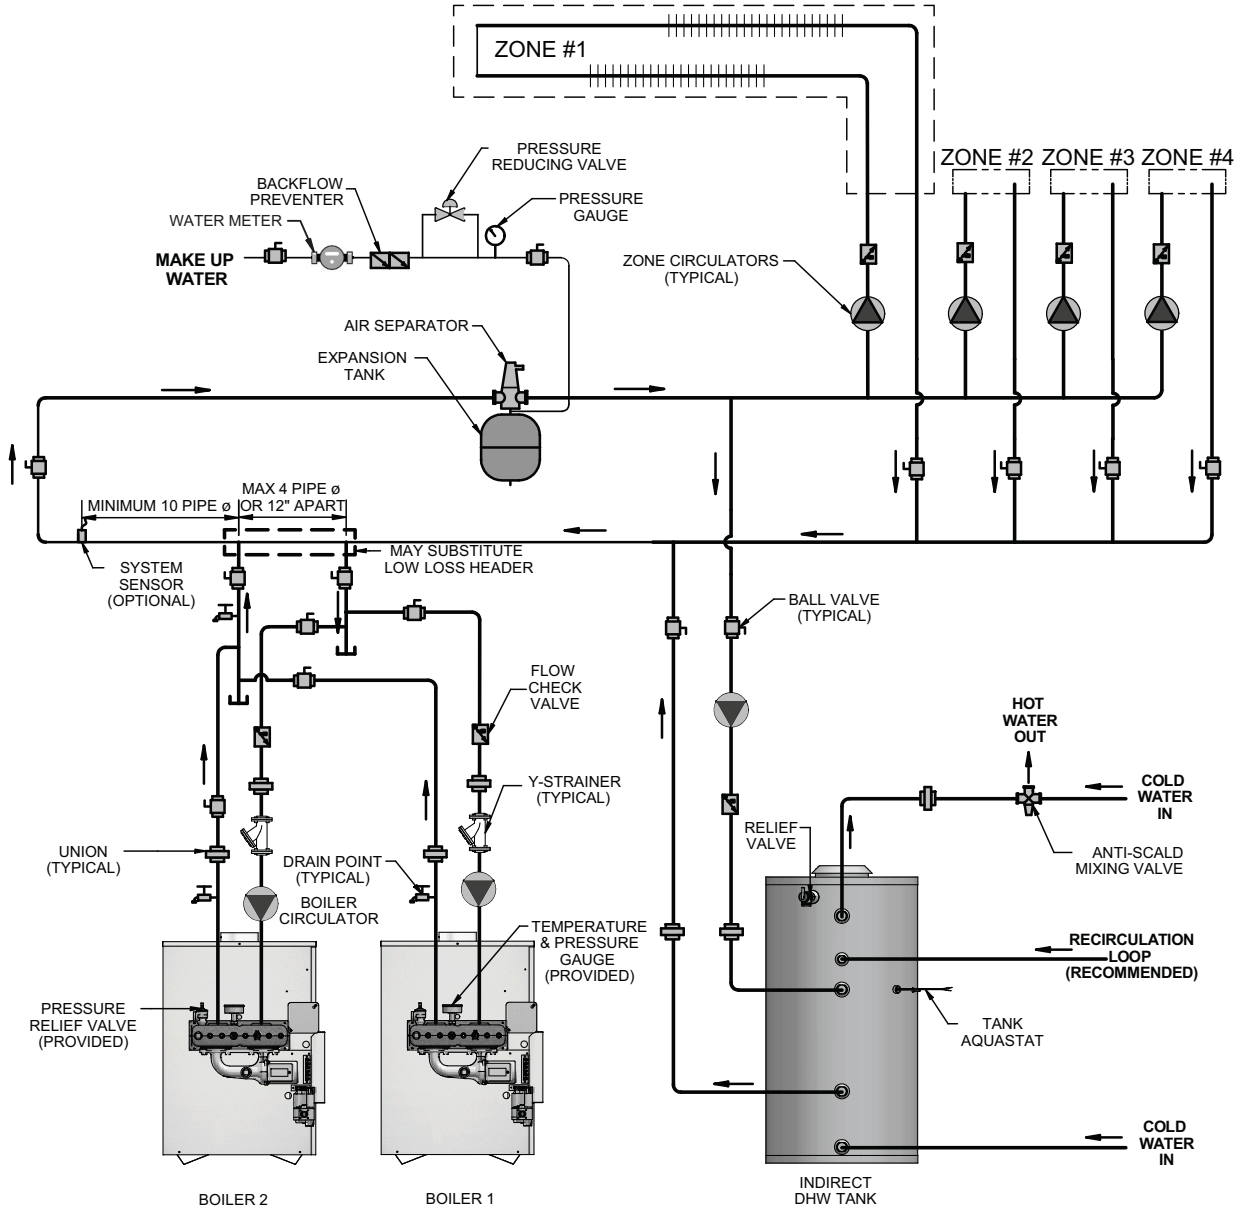 ZONE #1
ZONE #2
ZONE #3
ZONE #4
PRESSURE
REDUCING VALVE
BACKFLOW
PREVENTER
PRESSURE
GAUGE
WATER METER
MAKE UP
WATER
ZONE CIRCULATORS
(TYPICAL)
AIR SEPARATOR
EXPANSION
TANK
MINIMUM 10 PIPE ø
MAX 4 PIPE ø
OR 12" APART
MAY SUBSTITUTE
LOW LOSS HEADER
SYSTEM
SENSOR
(OPTIONAL)
BALL VALVE
(TYPICAL)
FLOW
CHECK
VALVE
HOT
WATER
OUT
Y-STRAINER
(TYPICAL)
COLD
WATER
IN
RELIEF
VALVE
UNION
(TYPICAL)
DRAIN POINT
(TYPICAL)
ANTI-SCALD
MIXING VALVE
BOILER
CIRCULATOR
TEMPERATURE
& PRESSURE
GAUGE
(PROVIDED)
RECIRCULATION
LOOP
(RECOMMENDED)
PRESSURE
RELIEF VALVE
(PROVIDED)
TANK
AQUASTAT
COLD
WATER
IN
BOILER 2
BOILER 1
INDIRECT
DHW TANK